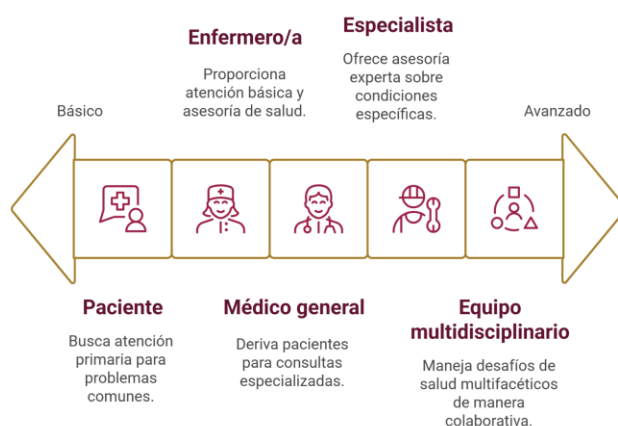 Enfermero/a
Proporciona
atención básica y
asesoría de salud.
Especialista
Ofrece asesoría
experta sobre
condiciones
específicas.
Básico
Avanzado
Paciente
Busca atención
primaria para
problemas
comunes.
Médico general
Deriva pacientes
para consultas
especializadas.
Equipo
multidisciplinario
Maneja desafíos de
salud multifacéticos
de manera
colaborativa.